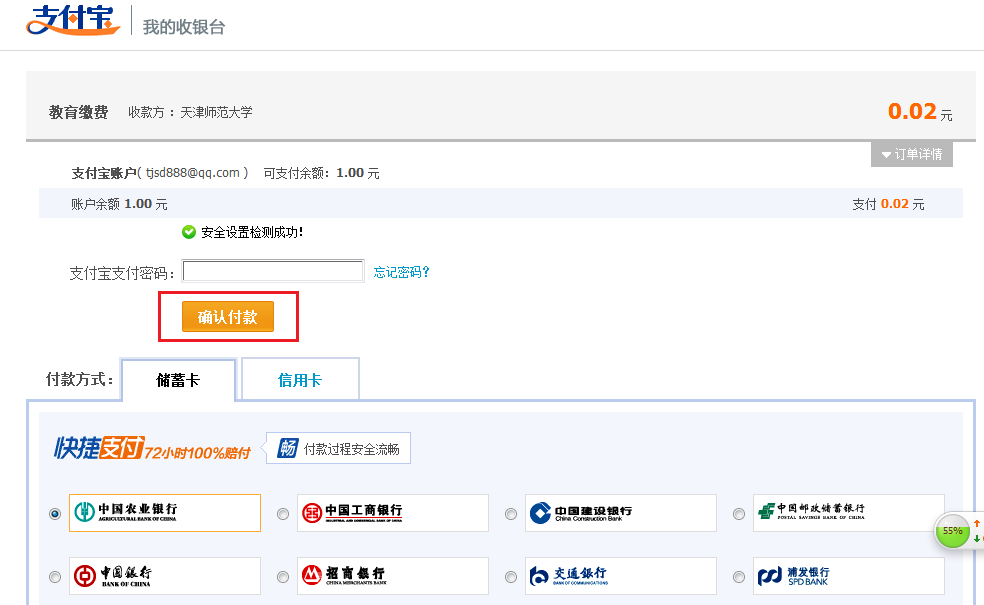 支付宝 我的收银台
教育缴费 收款方： 天津师范大学 0.02 元
订单详情
支付宝账户( tjsd888@qq.com ) 可支付余额：1.00 元
账户余额 1.00 元 支付 0.02 元
安全设置检测成功!
支付宝支付密码： 忘记密码?
确认付款
付款方式： 储蓄卡 信用卡
快捷支付 72小时100%赔付 畅 付款过程安全流畅
中国农业银行 中国工商银行 中国建设银行 中国邮政储蓄银行
AGRICULTURAL BANK OF CHINA INDUSTRIAL AND COMMERCIAL BANK OF CHINA China Construction Bank POSTAL SAVINGS BANK OF CHINA
55%
中国银行 招商银行 交通银行 浦发银行
BANK OF CHINA CHINA MERCHANTS BANK BANK OF COMMUNICATIONS SPD BANK